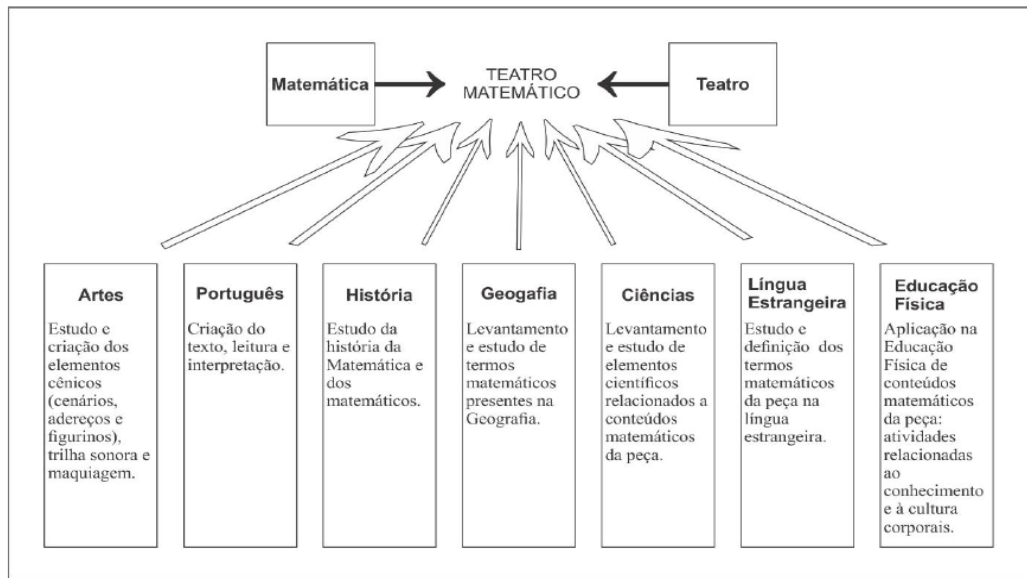 Matemática
TEATRO
MATEMÁTICO
Teatro
Artes
Estudo e
criação dos
elementos
cênicos
(cenários,
adereços e
figurinos),
trilha sonora e
maquiagem.
Português
Criação do
texto, leitura e
interpretação.
História
Estudo da
história da
Matemática e
dos
matemáticos.
Geogafia
Levantamento
e estudo de
termos
matemáticos
presentes na
Geografia.
Ciências
Levantamento
e estudo de
elementos
científicos
relacionados a
conteúdos
matemáticos
da peça.
Língua
Estrangeira
Estudo e
definição dos
termos
matemáticos
da peça na
língua
estrangeira.
Educação
Física
Aplicação na
Educação
Física de
conteúdos
matemáticos
da peça:
atividades
relacionadas
ao
conhecimento
e à cultura
corporais.